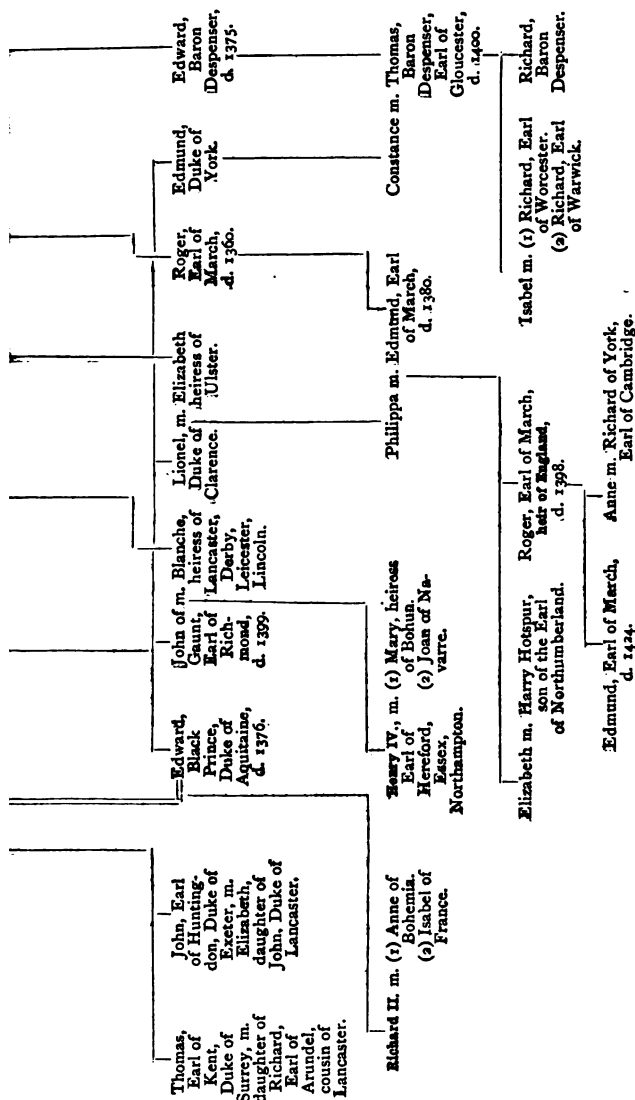 Thomas,
Earl of
Kent,
Duke of
Surrey, m.
daughter of
Richard,
Earl of
Arundel,
cousin of
Lancaster.
John, Earl
of Hunting-
don, Duke of
Exeter, m.
Elizabeth,
daughter of
John, Duke of
Lancaster.
Edward,
Black
Prince,
Duke of
Aquitaine,
d. 1376.
John of m. Blanche,
Gaunt, heiress of
Earl of Lancaster,
Rich- Derby,
mond, Leicester,
d. 1399. Lincoln.
Lionel, m. Elizabeth
Duke of heiress of
Clarence. Ulster.
Roger,
Earl of
March,
d. 1360.
Edmund,
Duke of
York.
Edward,
Baron
Despenser,
d. 1375.
Richard II. m. (1) Anne of
Bohemia.
(2) Isabel of
France.
Henry IV., m. (1) Mary, heiress
Earl of of Bohun.
Hereford, (2) Joan of Na-
Essex, varre.
Northampton.
Philippa m. Edmund, Earl
of March,
d. 1380.
Constance m. Thomas,
Baron
Despenser,
Earl of
Gloucester,
d. 1400.
Elizabeth m. Harry Hotspur,
son of the Earl
of Northumberland.
Roger, Earl of March,
heir of England,
d. 1398.
Isabel m. (1) Richard, Earl
of Worcester.
(2) Richard, Earl
of Warwick.
Richard,
Baron
Despenser.
Edmund, Earl of March,
d. 1424.
Anne m. Richard of York,
Earl of Cambridge.